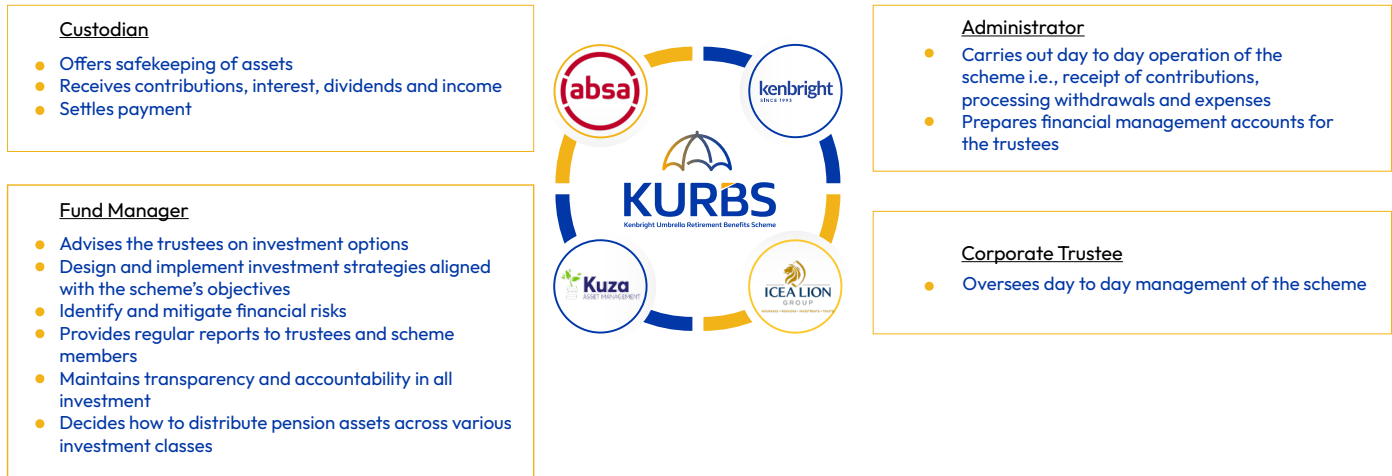 Custodian
Offers safekeeping of assets
Receives contributions, interest, dividends and income
Settles payment
Fund Manager
Advises the trustees on investment options
Design and implement investment strategies aligned
with the scheme's objectives
Identify and mitigate financial risks
Provides regular reports to trustees and scheme
members
Maintains transparency and accountability in all
investment
Decides how to distribute pension assets across various
investment classes
absa
kenbright
SINCE 1993
KURBS
Kenbright Umbrella Retirement Benefits Scheme
Kuza
ASSET MANAGEMENT
ICEA LION
GROUP
Administrator
Carries out day to day operation of the
scheme i.e., receipt of contributions,
processing withdrawals and expenses
Prepares financial management accounts for
the trustees
Corporate Trustee
Oversees day to day management of the scheme